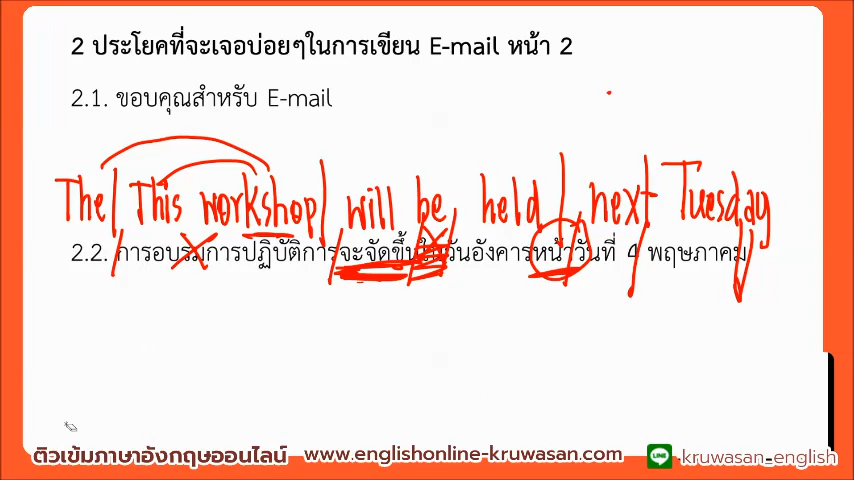 2 ประโยคที่จะเจอบ่อยๆในการเขียน E-mail หน้า 2
2.1. ขอบคุณสำหรับ E-mail
The / This workshop will be held / next Tuesday
2.2. การอบรมการปฏิบัติการจะจัดขึ้นในวันอังคารหน้า วันที่ 4 พฤษภาคม
ติวเข้มภาษาอังกฤษออนไลน์ www.englishonline-kruwasan.com LINE kruwasan_english